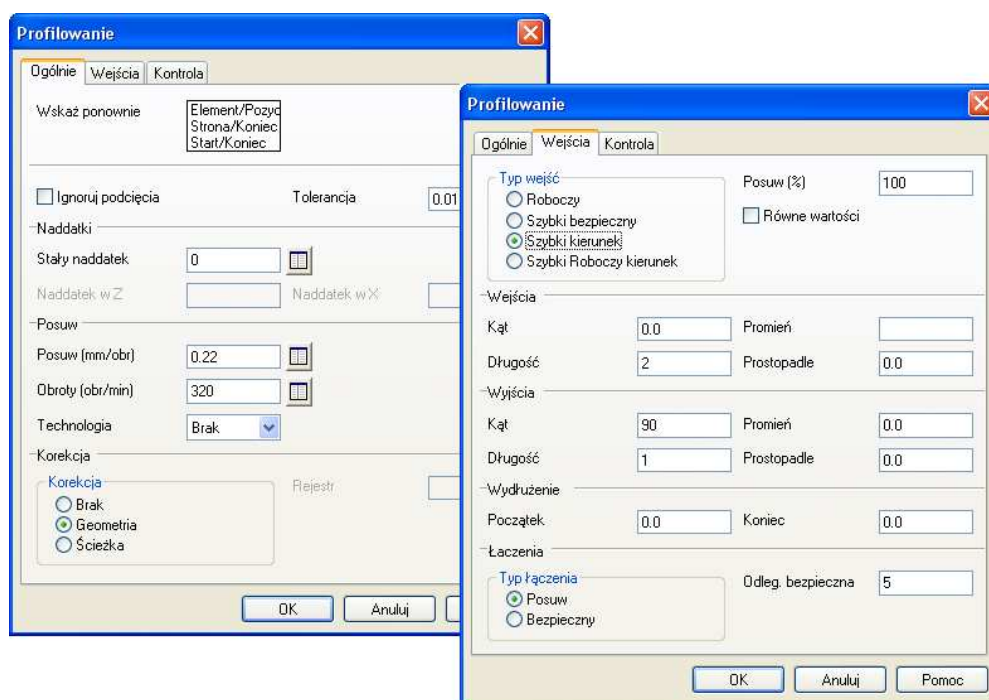 Profilowanie
Ogólnie Wejścia Kontrola
Wskaż ponownie
Element/Pozyc
Strona/Koniec
Start/Koniec
Ignoruj podcięcia Tolerancja 0.01
Naddatki
Stały naddatek 0
Naddatek w Z Naddatek w X
Posuw
Posuw (mm/obr) 0.22
Obroty (obr/min) 320
Technologia Brak
Korekcja
Korekcja Rejestr
Brak
Geometria
Ścieżka
OK Anuluj
Profilowanie
Ogólnie Wejścia Kontrola
Typ wejść Posuw (%) 100
Roboczy Równe wartości
Szybki bezpieczny
Szybki kierunek
Szybki Roboczy kierunek
Wejścia
Kąt 0.0 Promień
Długość 2 Prostopadle 0.0
Wyjścia
Kąt 90 Promień 0.0
Długość 1 Prostopadle 0.0
Wydłużenie
Początek 0.0 Koniec 0.0
Łaczenia
Typ łączenia Odleg. bezpieczna 5
Posuw
Bezpieczny
OK Anuluj Pomoc